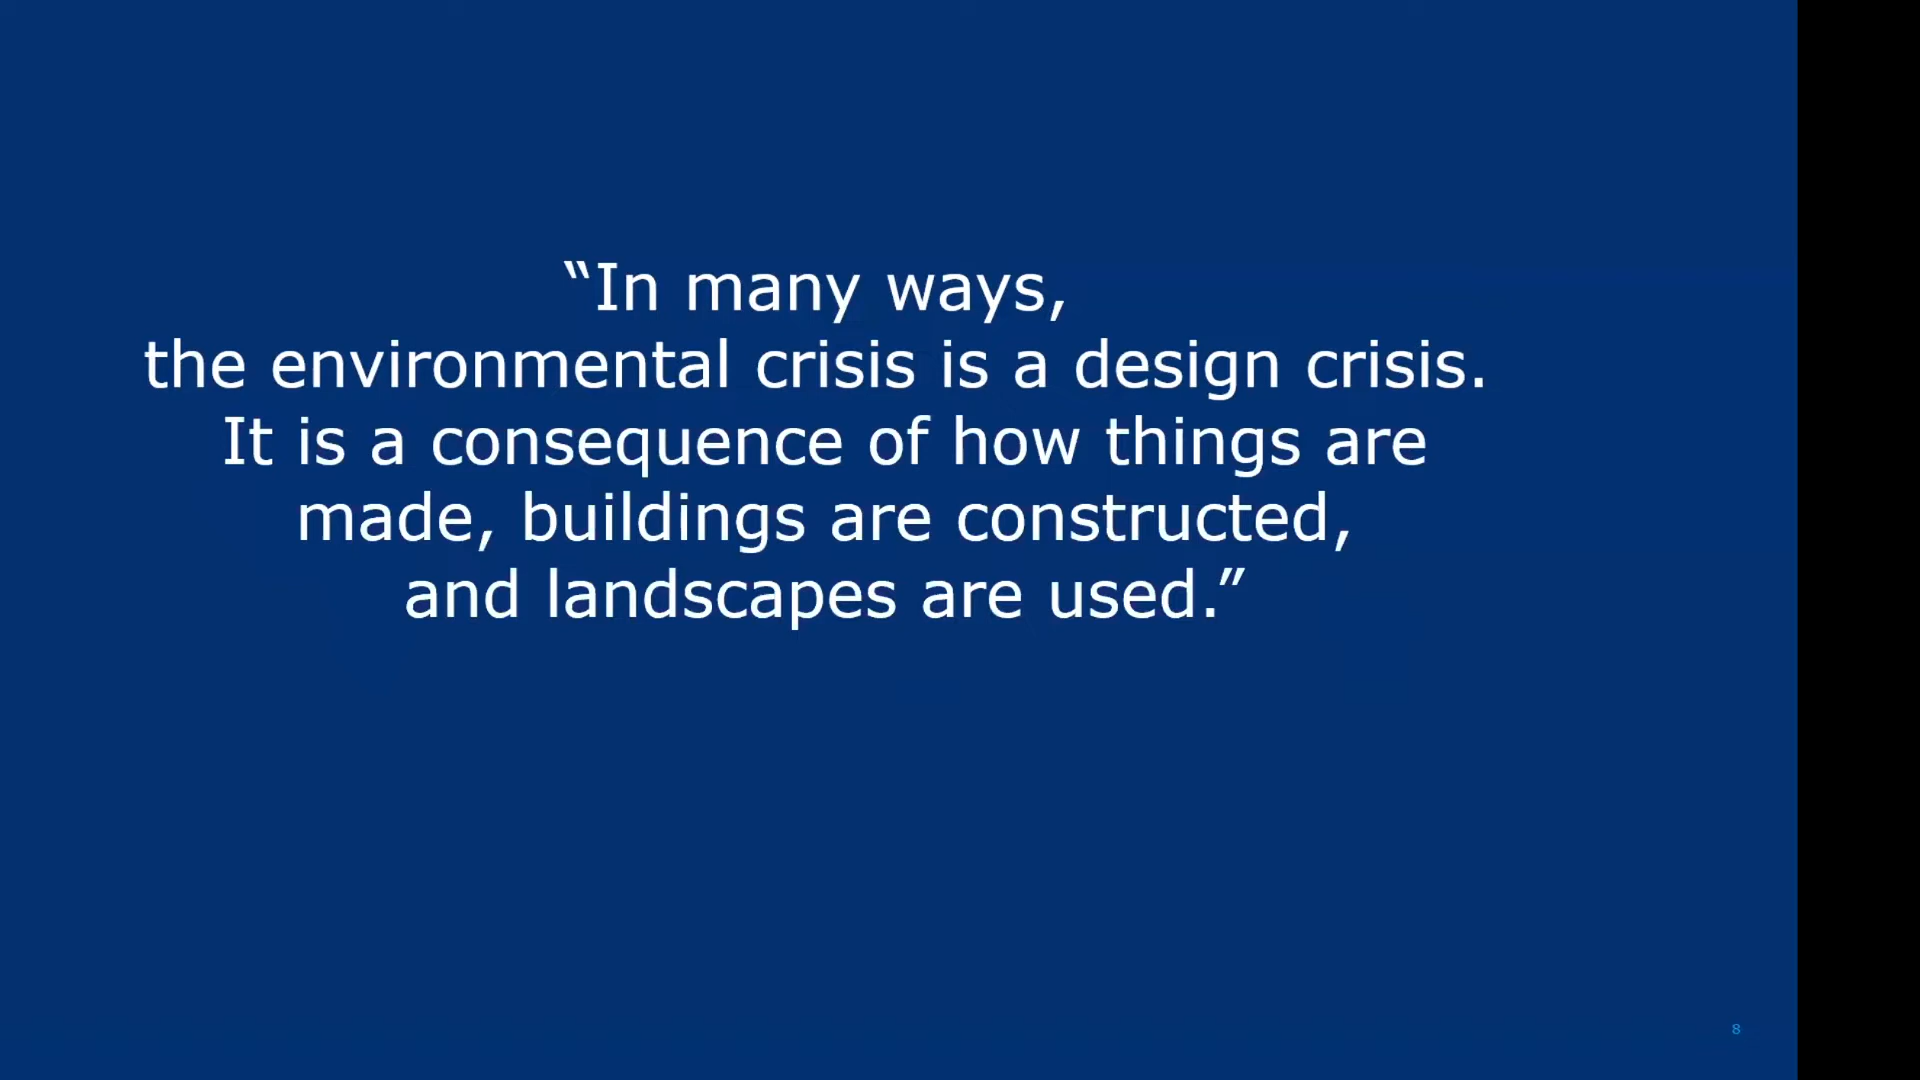 “In many ways,
the environmental crisis is a design crisis.
It is a consequence of how things are
made, buildings are constructed,
and landscapes are used.”
8